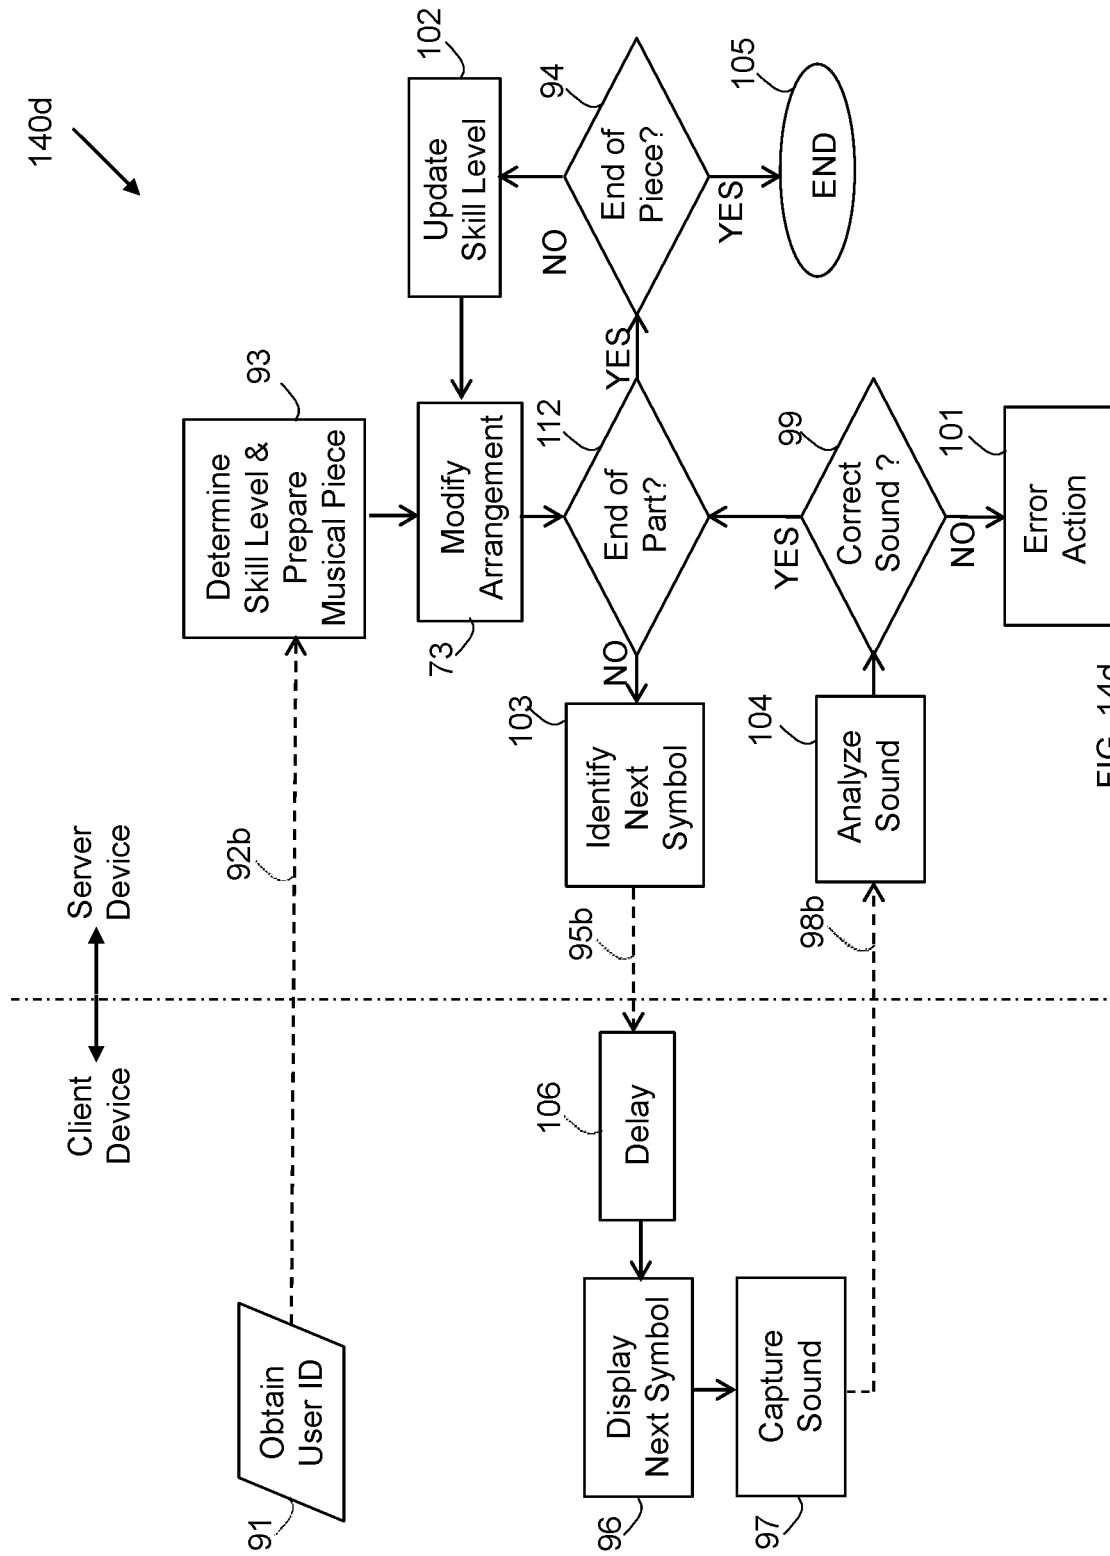 140d
Client
Device
Server
Device
91
Obtain
User ID
92b
93
Determine
Skill Level &
Prepare
Musical Piece
102
Update
Skill Level
73
Modify
Arrangement
96
Display
Next Symbol
106
Delay
95b
103
Identify
Next
Symbol
NO
112
End of
Part?
YES
NO
94
End of
Piece?
YES
105
END
97
Capture
Sound
98b
104
Analyze
Sound
YES
99
Correct
Sound ?
NO
101
Error
Action
FIG. 14d